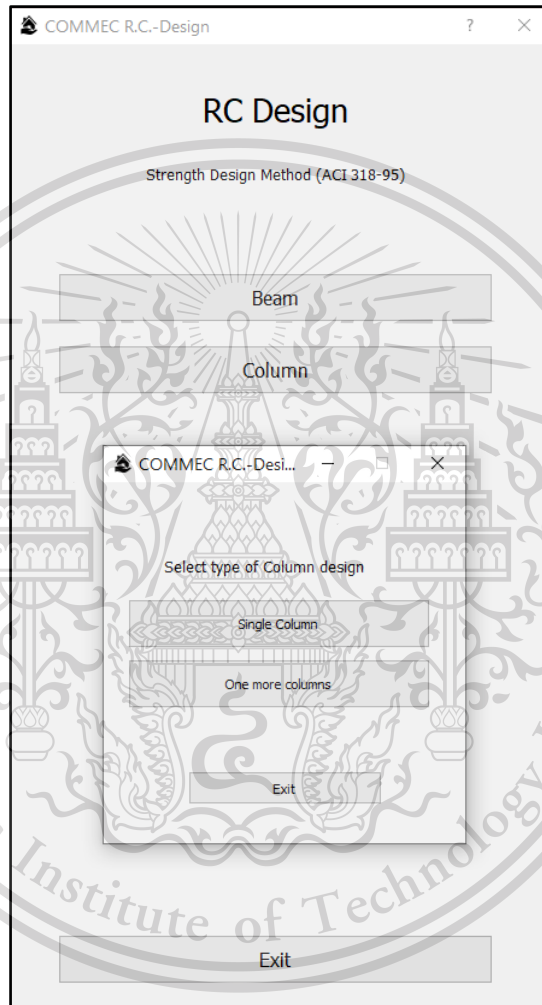 COMMEC R.C.-Design
RC Design
Strength Design Method (ACI 318-95)
Beam
Column
COMMEC R.C.-Desi...
Select type of Column design
Single Column
One more columns
Exit
Institute of Technology
Exit